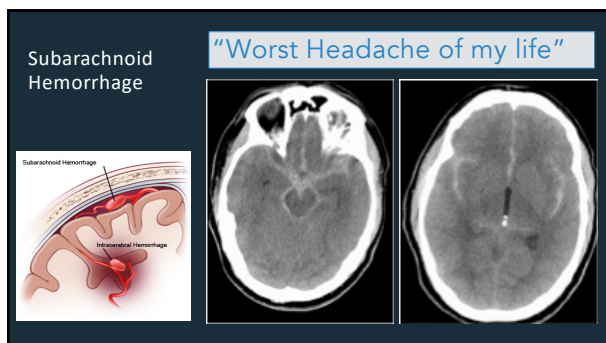 Subarachnoid
Hemorrhage
“Worst Headache of my life”
Subarachnoid Hemorrhage
Intracerebral Hemorrhage